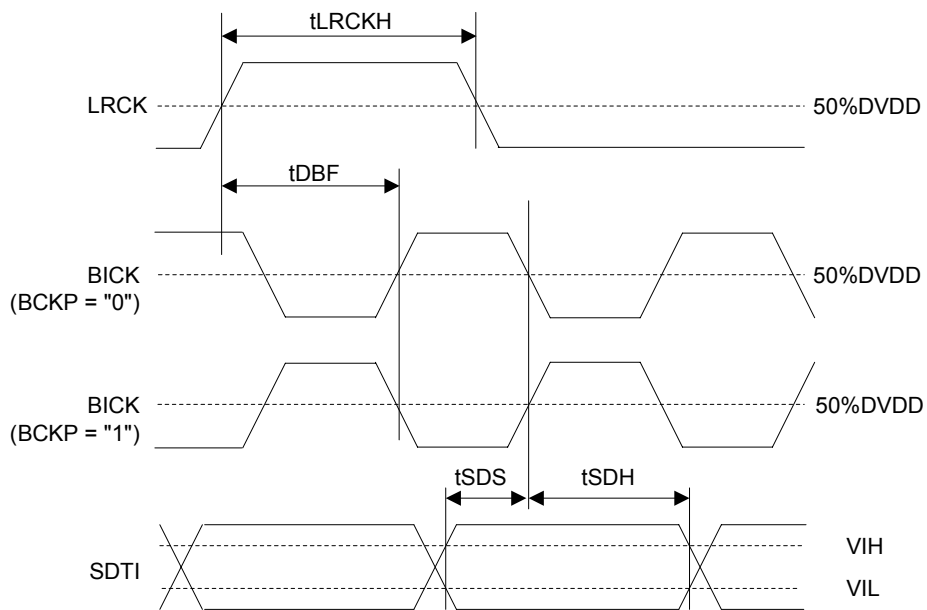 tLRCKH
LRCK
50%DVDD
tDBF
BICK
(BCKP = "0")
50%DVDD
BICK
(BCKP = "1")
50%DVDD
tSDS
tSDH
SDTI
VIH
VIL